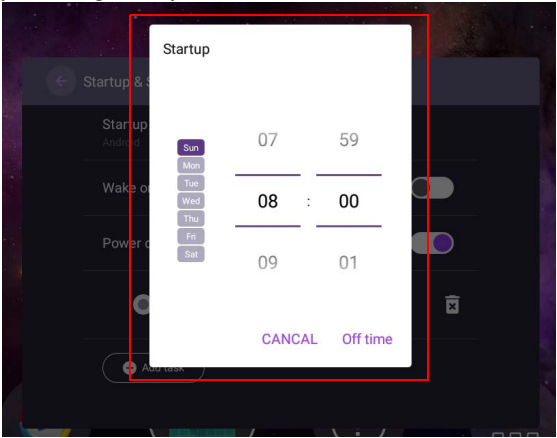 Startup
Startup & S
Startup
Android
Sun
Mon
Tue
Wed
Thu
Fri
Sat
07 59
08 : 00
09 01
Wake o
Power o
CANCAL Off time
Add task